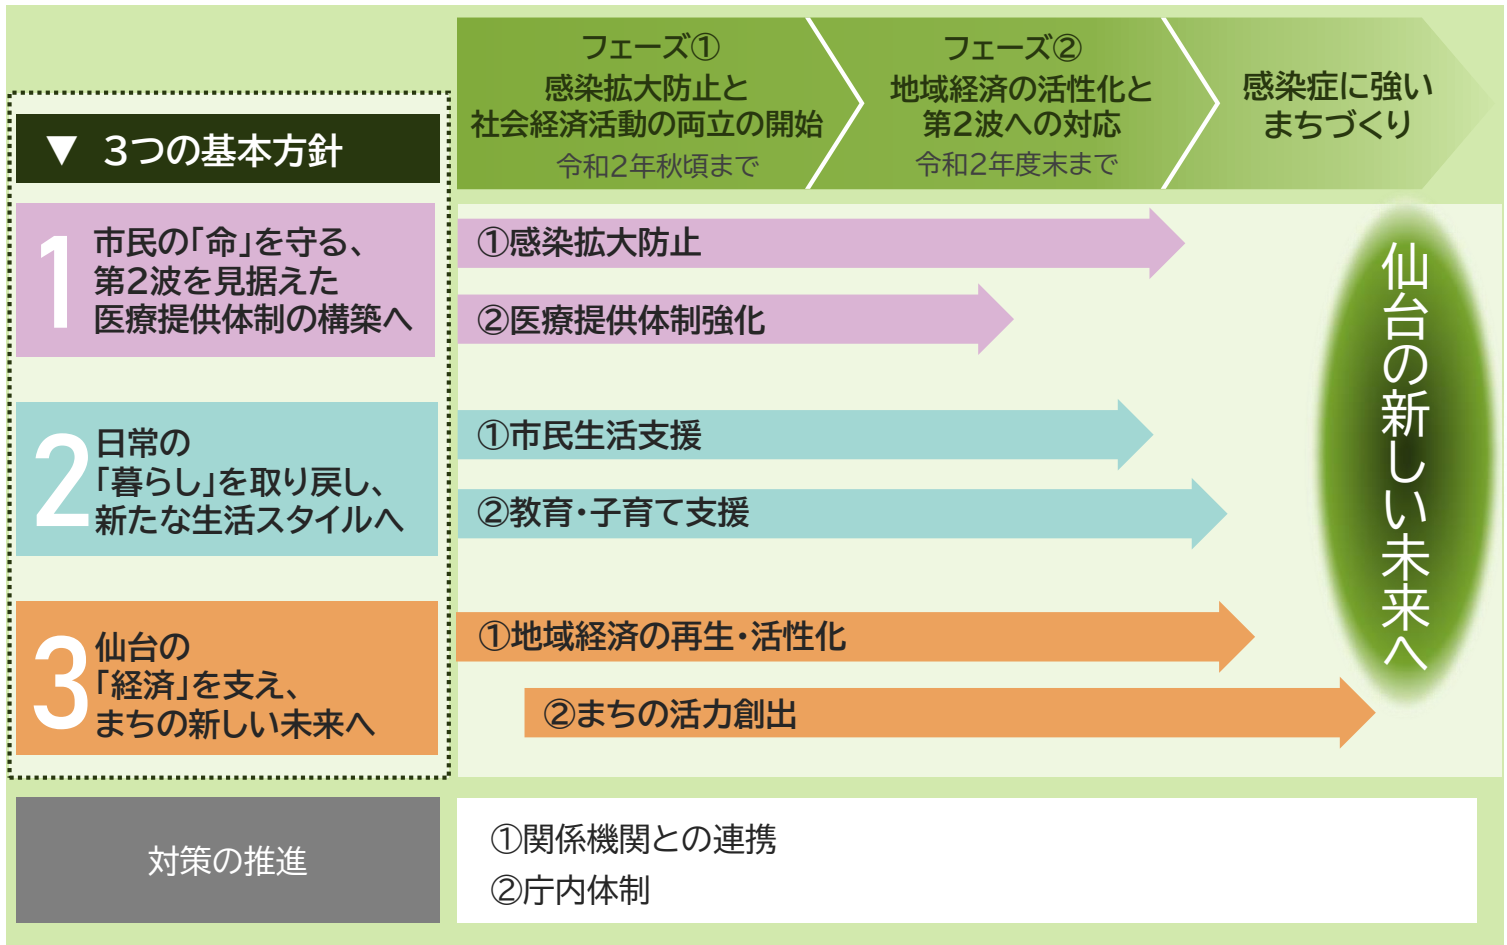 フェーズ①
感染拡大防止と
社会経済活動の両立の開始
令和2年秋頃まで
フェーズ②
地域経済の活性化と
第2波への対応
令和2年度末まで
感染症に強い
まちづくり
▼ 3つの基本方針
1
市民の「命」を守る、
第2波を見据えた
医療提供体制の構築へ
①感染拡大防止
②医療提供体制強化
2
日常の
「暮らし」を取り戻し、
新たな生活スタイルへ
①市民生活支援
②教育・子育て支援
3
仙台の
「経済」を支え、
まちの新しい未来へ
①地域経済の再生・活性化
②まちの活力創出
仙台の新しい未来へ
対策の推進
①関係機関との連携
②庁内体制